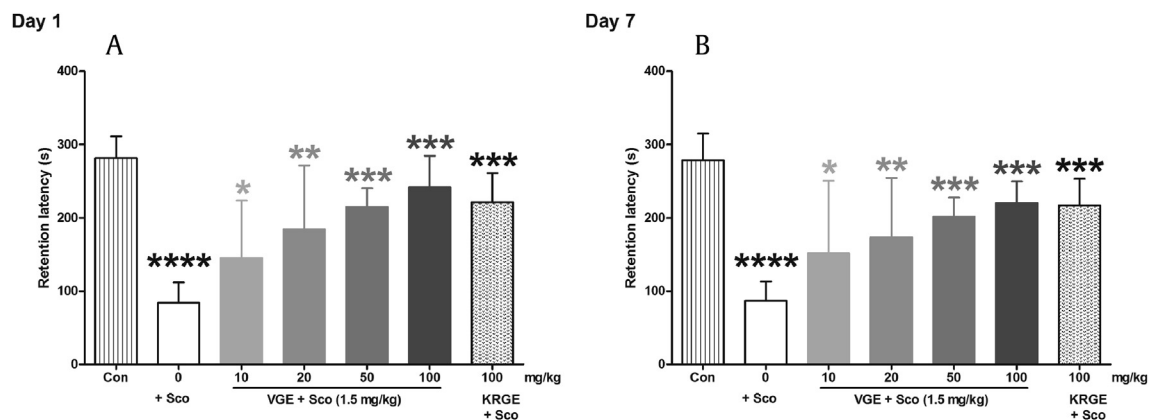 Day 1
A
Retention latency (s)
400
300
200
100
0
****
*
**
***
***
***
Con 0 10 20 50 100 100 mg/kg
+ Sco VGE + Sco (1.5 mg/kg) KRGE
+ Sco
Day 7
B
Retention latency (s)
400
300
200
100
0
****
*
**
***
***
***
Con 0 10 20 50 100 100 mg/kg
+ Sco VGE + Sco (1.5 mg/kg) KRGE
+ Sco